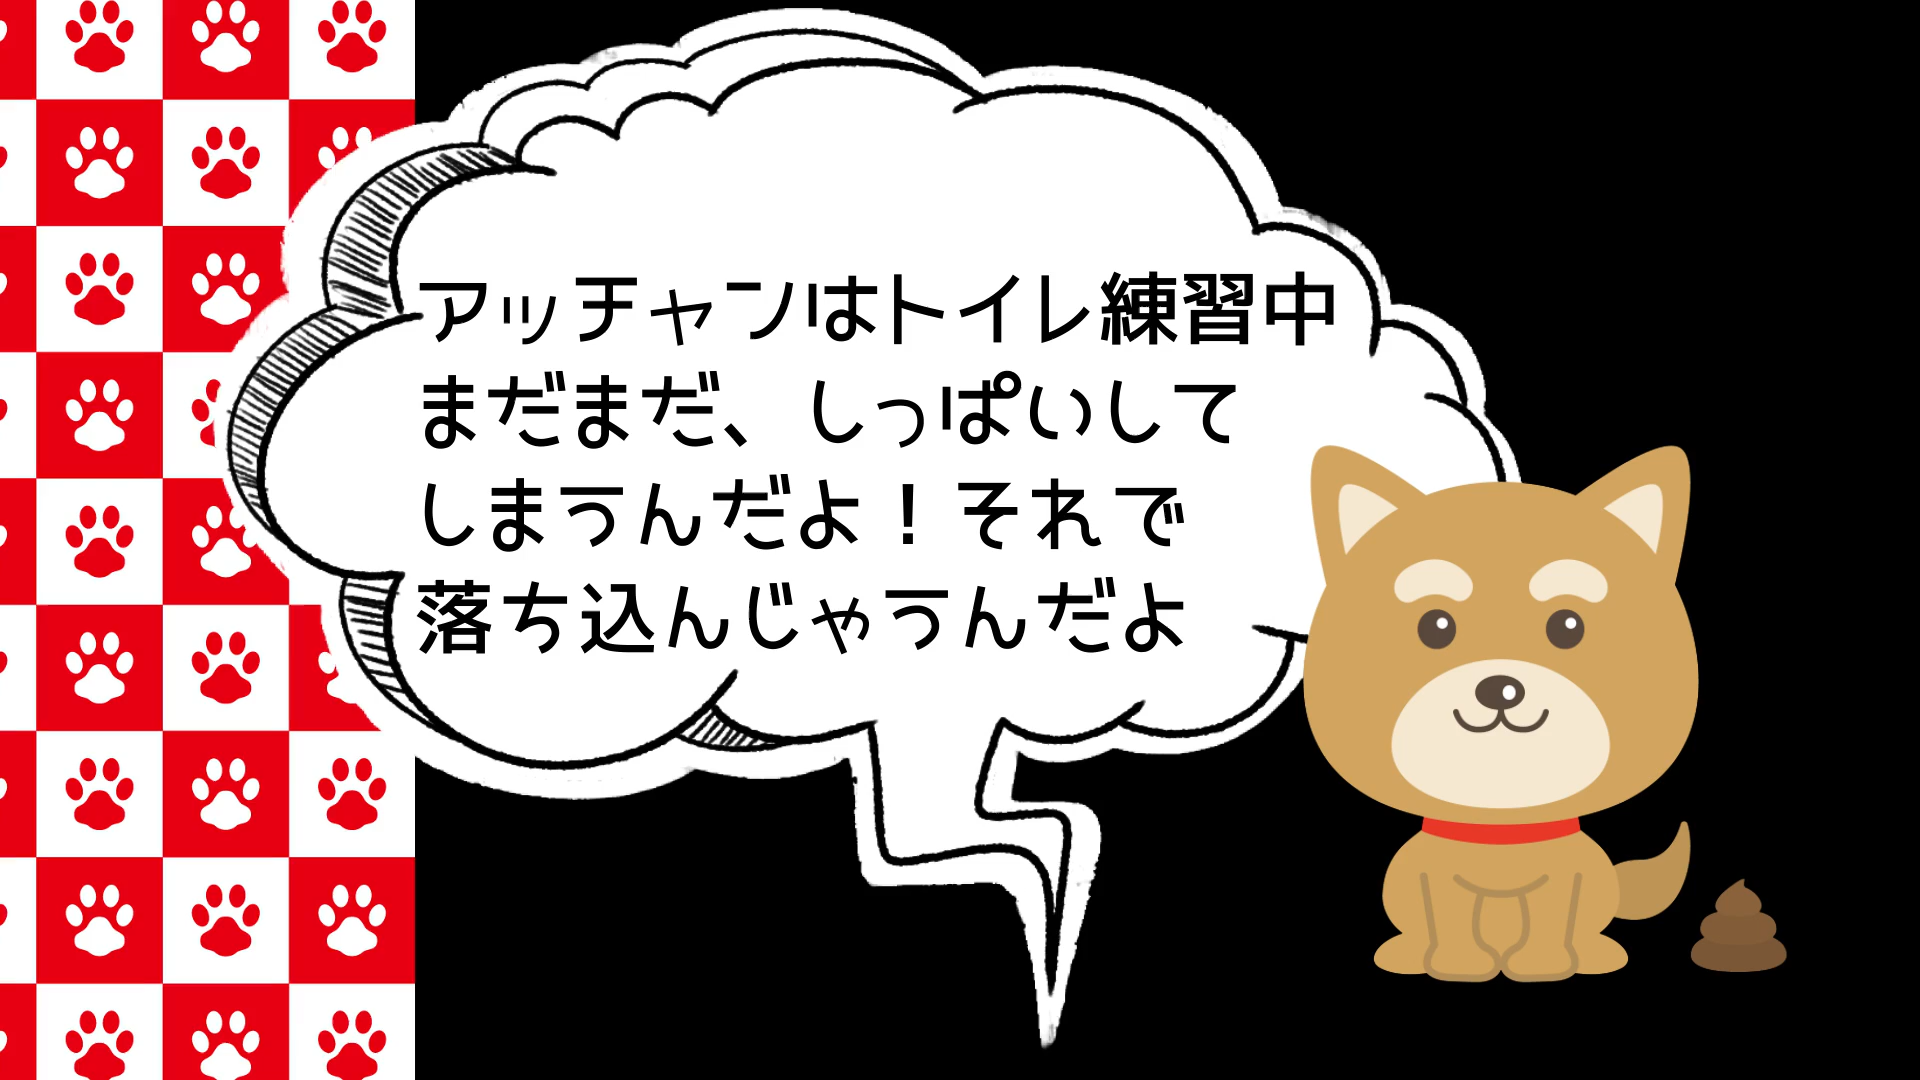 アッチャンはトイレ練習中
まだまだ、しっぱいして
しまうんだよ！それで
落ち込んじゃうんだよ